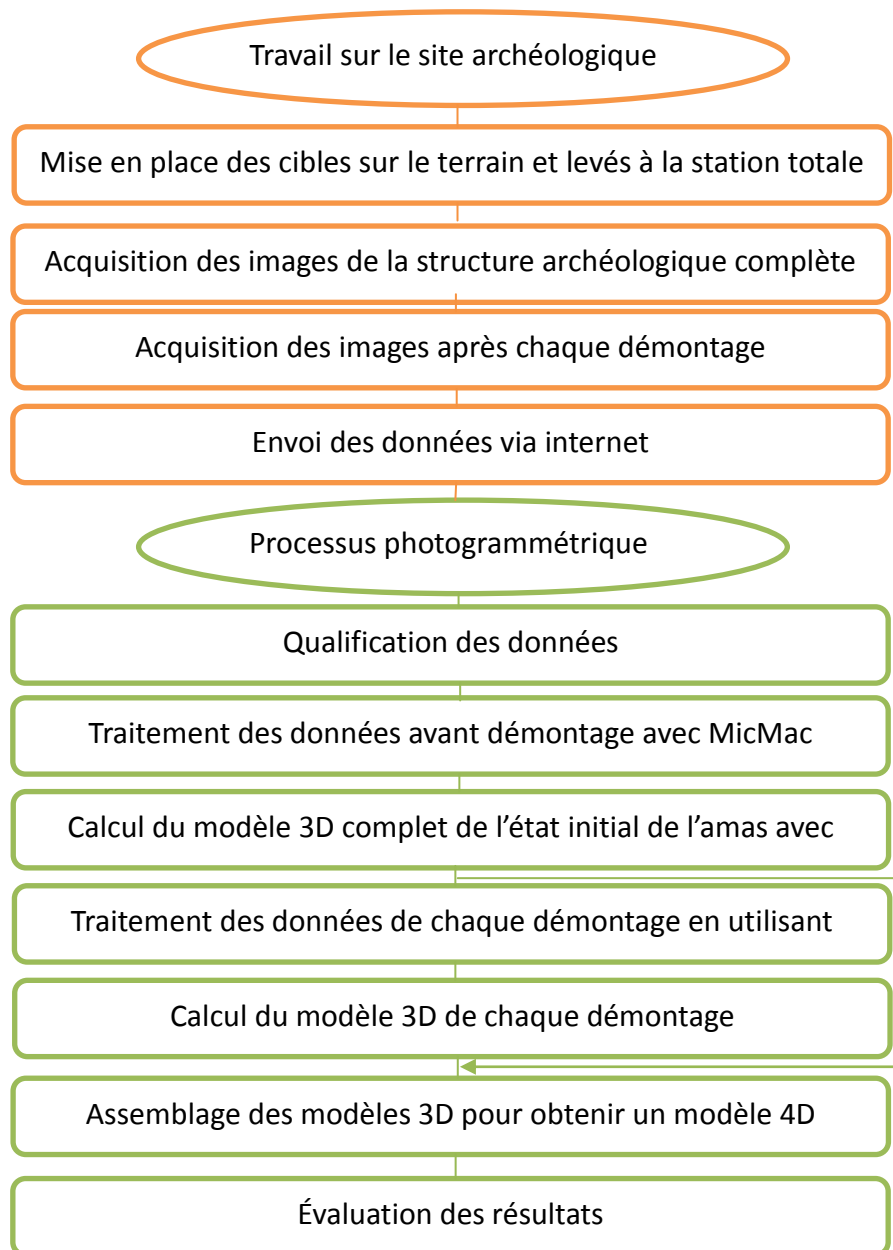 Travail sur le site archéologique
Mise en place des cibles sur le terrain et levés à la station totale
Acquisition des images de la structure archéologique complète
Acquisition des images après chaque démontage
Envoi des données via internet
Processus photogrammétrique
Qualification des données
Traitement des données avant démontage avec MicMac
Calcul du modèle 3D complet de l’état initial de l’amas avec
Traitement des données de chaque démontage en utilisant
Calcul du modèle 3D de chaque démontage
Assemblage des modèles 3D pour obtenir un modèle 4D
Évaluation des résultats